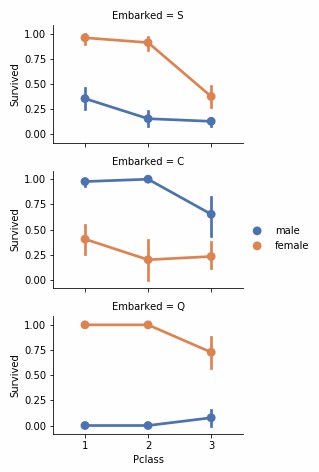 Embarked = S
1.00
0.75
0.50
0.25
0.00
Survived
Embarked = C
1.00
0.75
0.50
0.25
0.00
Survived
male
female
Embarked = Q
1.00
0.75
0.50
0.25
0.00
Survived
1 2 3
Pclass